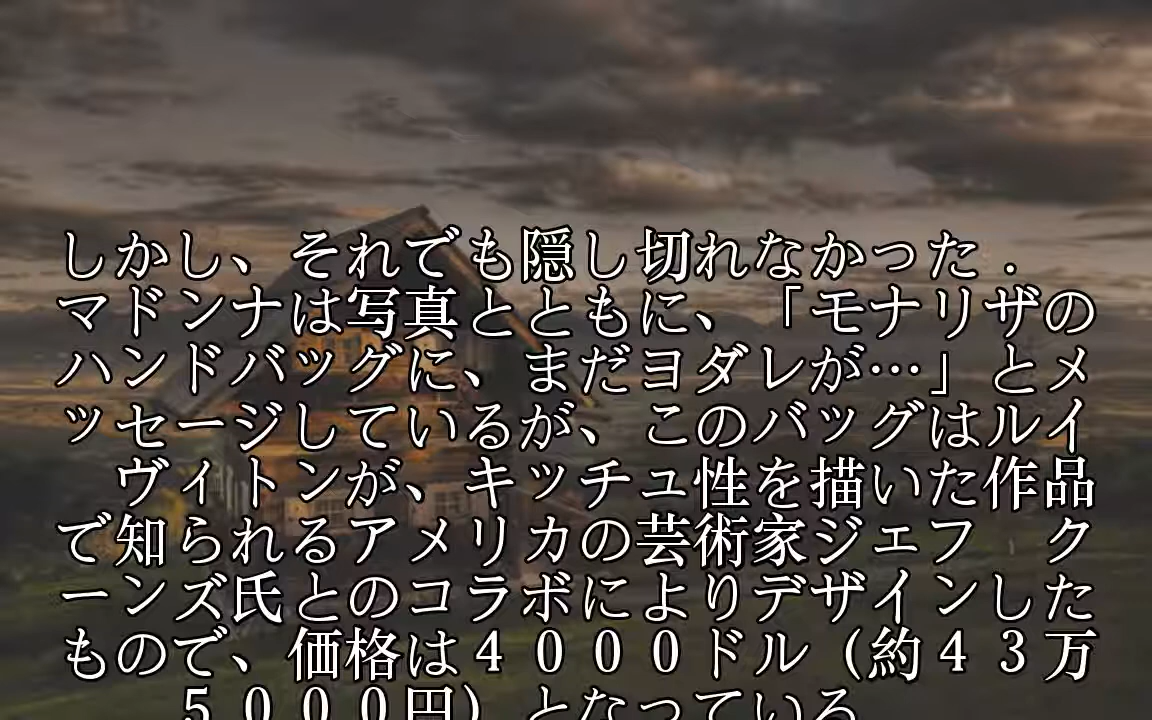 しかし、それでも隠し切れなかった．
マドンナは写真とともに、「モナリザの
ハンドバッグに、まだヨダレが…」とメ
ッセージしているが、このバッグはルイ
　ヴィトンが、キッチュ性を描いた作品
で知られるアメリカの芸術家ジェフ　ク
ーンズ氏とのコラボによりデザインした
もので、価格は４０００ドル（約４３万
５０００円）となっている